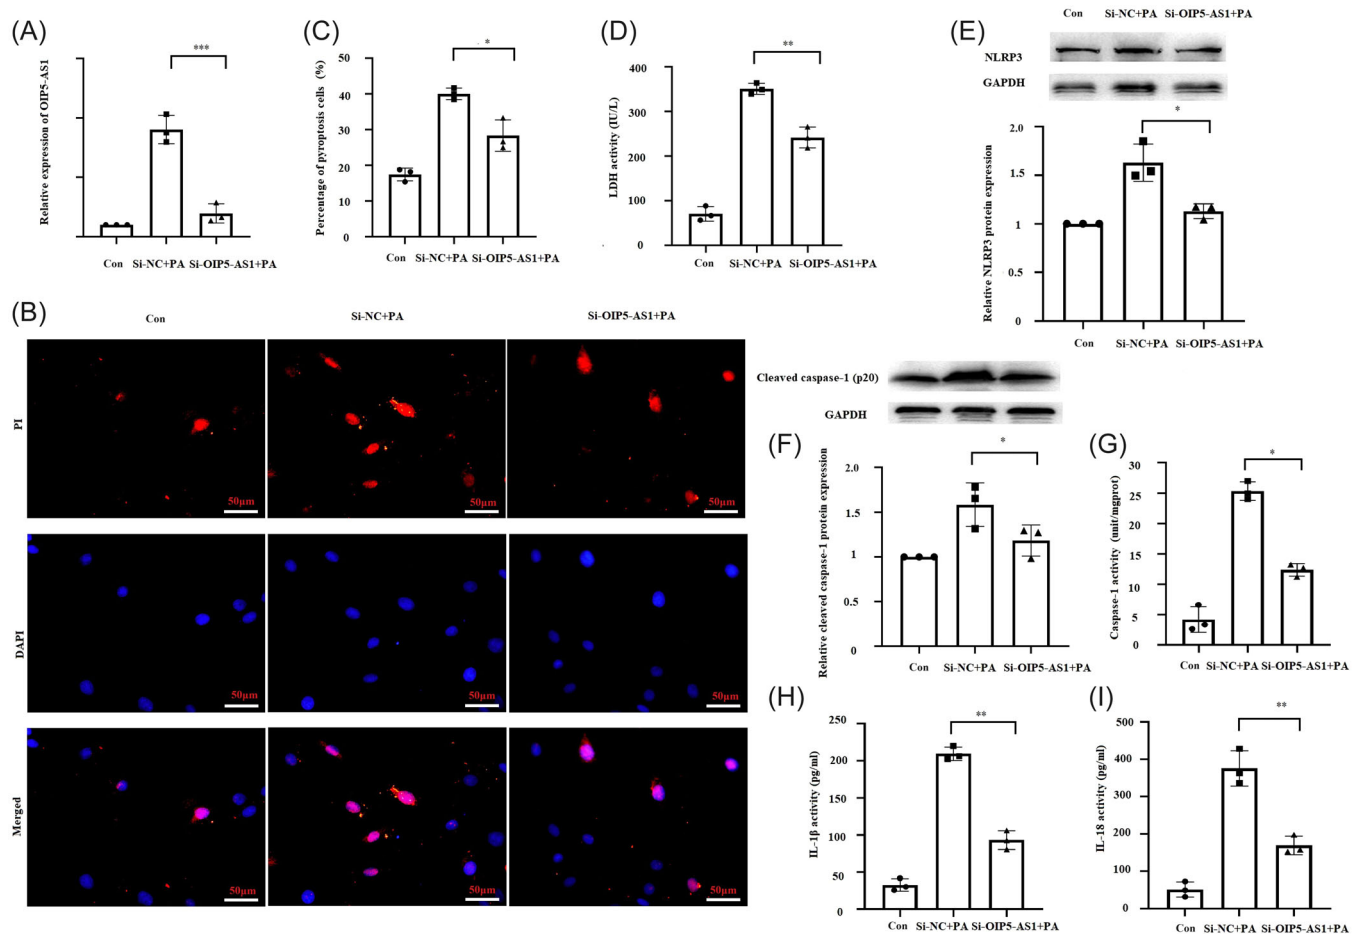 (A)
***
Relative expression of OIP5-AS1
Con
Si-NC+PA
Si-OIP5-AS1+PA
(C)
*
Percentage of pyroptosis cells (%)
50
40
30
20
10
0
Con
Si-NC+PA
Si-OIP5-AS1+PA
(D)
**
LDH activity (IU/L)
400
300
200
100
0
Con
Si-NC+PA
Si-OIP5-AS1+PA
(E)
Con Si-NC+PA Si-OIP5-AS1+PA
NLRP3
GAPDH
*
Relative NLRP3 protein expression
2.0
1.5
1
0.5
0
Con
Si-NC+PA
Si-OIP5-AS1+PA
(B)
Con
Si-NC+PA
Si-OIP5-AS1+PA
PI
50μm
50μm
50μm
DAPI
50μm
50μm
50μm
Merged
50μm
50μm
50μm
Cleaved caspase-1 (p20)
GAPDH
(F)
*
Relative cleaved caspase-1 protein expression
2.0
1.5
1
0.5
0
Con
Si-NC+PA
Si-OIP5-AS1+PA
(G)
*
Caspase-1 activity (unit/mgprot)
30
25
20
15
10
5
0
Con
Si-NC+PA
Si-OIP5-AS1+PA
(H)
**
IL-1β activity (pg/ml)
250
200
150
100
50
0
Con
Si-NC+PA
Si-OIP5-AS1+PA
(I)
**
IL-18 activity (pg/ml)
500
400
300
200
100
0
Con
Si-NC+PA
Si-OIP5-AS1+PA